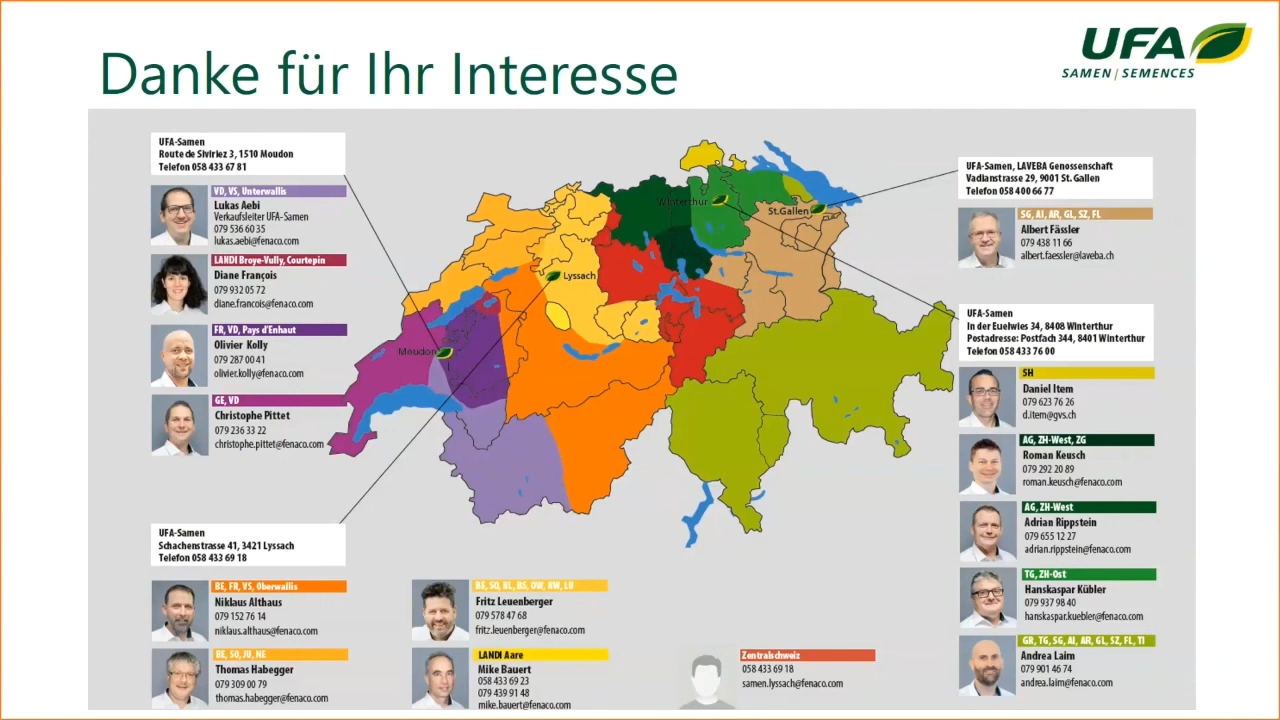 Danke für Ihr Interesse
UFA
SAMEN | SEMENCES
UFA-Samen
Route de Siviriez 3, 1510 Moudon
Telefon 058 433 67 81
VD, VS, Unterwallis
Lukas Aebi
Verkaufsleiter UFA-Samen
079 536 60 35
lukas.aebi@fenaco.com
LANDI Broye-Vully, Courtepin
Diane François
079 932 05 72
diane.francois@fenaco.com
FR, VD, Pays d'Enhaut
Olivier Kolly
079 287 00 41
olivier.kolly@fenaco.com
GE, VD
Christophe Pittet
079 236 33 22
christophe.pittet@fenaco.com
UFA-Samen
Schachenstrasse 41, 3421 Lyssach
Telefon 058 433 69 18
BE, FR, VS, Oberwallis
Niklaus Althaus
079 152 76 14
niklaus.althaus@fenaco.com
BE, SO, JU, NE
Thomas Habegger
079 309 00 79
thomas.habegger@fenaco.com
BE, SO, BL, BS, OW, NW, LU
Fritz Leuenberger
079 578 47 68
fritz.leuenberger@fenaco.com
LANDI Aare
Mike Bauert
058 433 69 23
079 439 91 48
mike.bauert@fenaco.com
Zentralschweiz
058 433 69 18
samen.lyssach@fenaco.com
Winterthur
St.Gallen
Lyssach
Moudon
UFA-Samen, LAVEBA Genossenschaft
Vadianstrasse 29, 9001 St. Gallen
Telefon 058 400 66 77
SG, AI, AR, GL, SZ, FL
Albert Fässler
079 438 11 66
albert.faessler@laveba.ch
UFA-Samen
In der Euelwies 34, 8408 Winterthur
Postadresse: Postfach 344, 8401 Winterthur
Telefon 058 433 76 00
SH
Daniel Item
079 623 76 26
d.item@gvs.ch
AG, ZH-West, ZG
Roman Keusch
079 292 20 89
roman.keusch@fenaco.com
AG, ZH-West
Adrian Rippstein
079 655 12 27
adrian.rippstein@fenaco.com
TG, ZH-Ost
Hanskaspar Kübler
079 937 98 40
hanskaspar.kuebler@fenaco.com
GR, TG, SG, AI, AR, GL, SZ, FL, TI
Andrea Laim
079 901 46 74
andrea.laim@fenaco.com